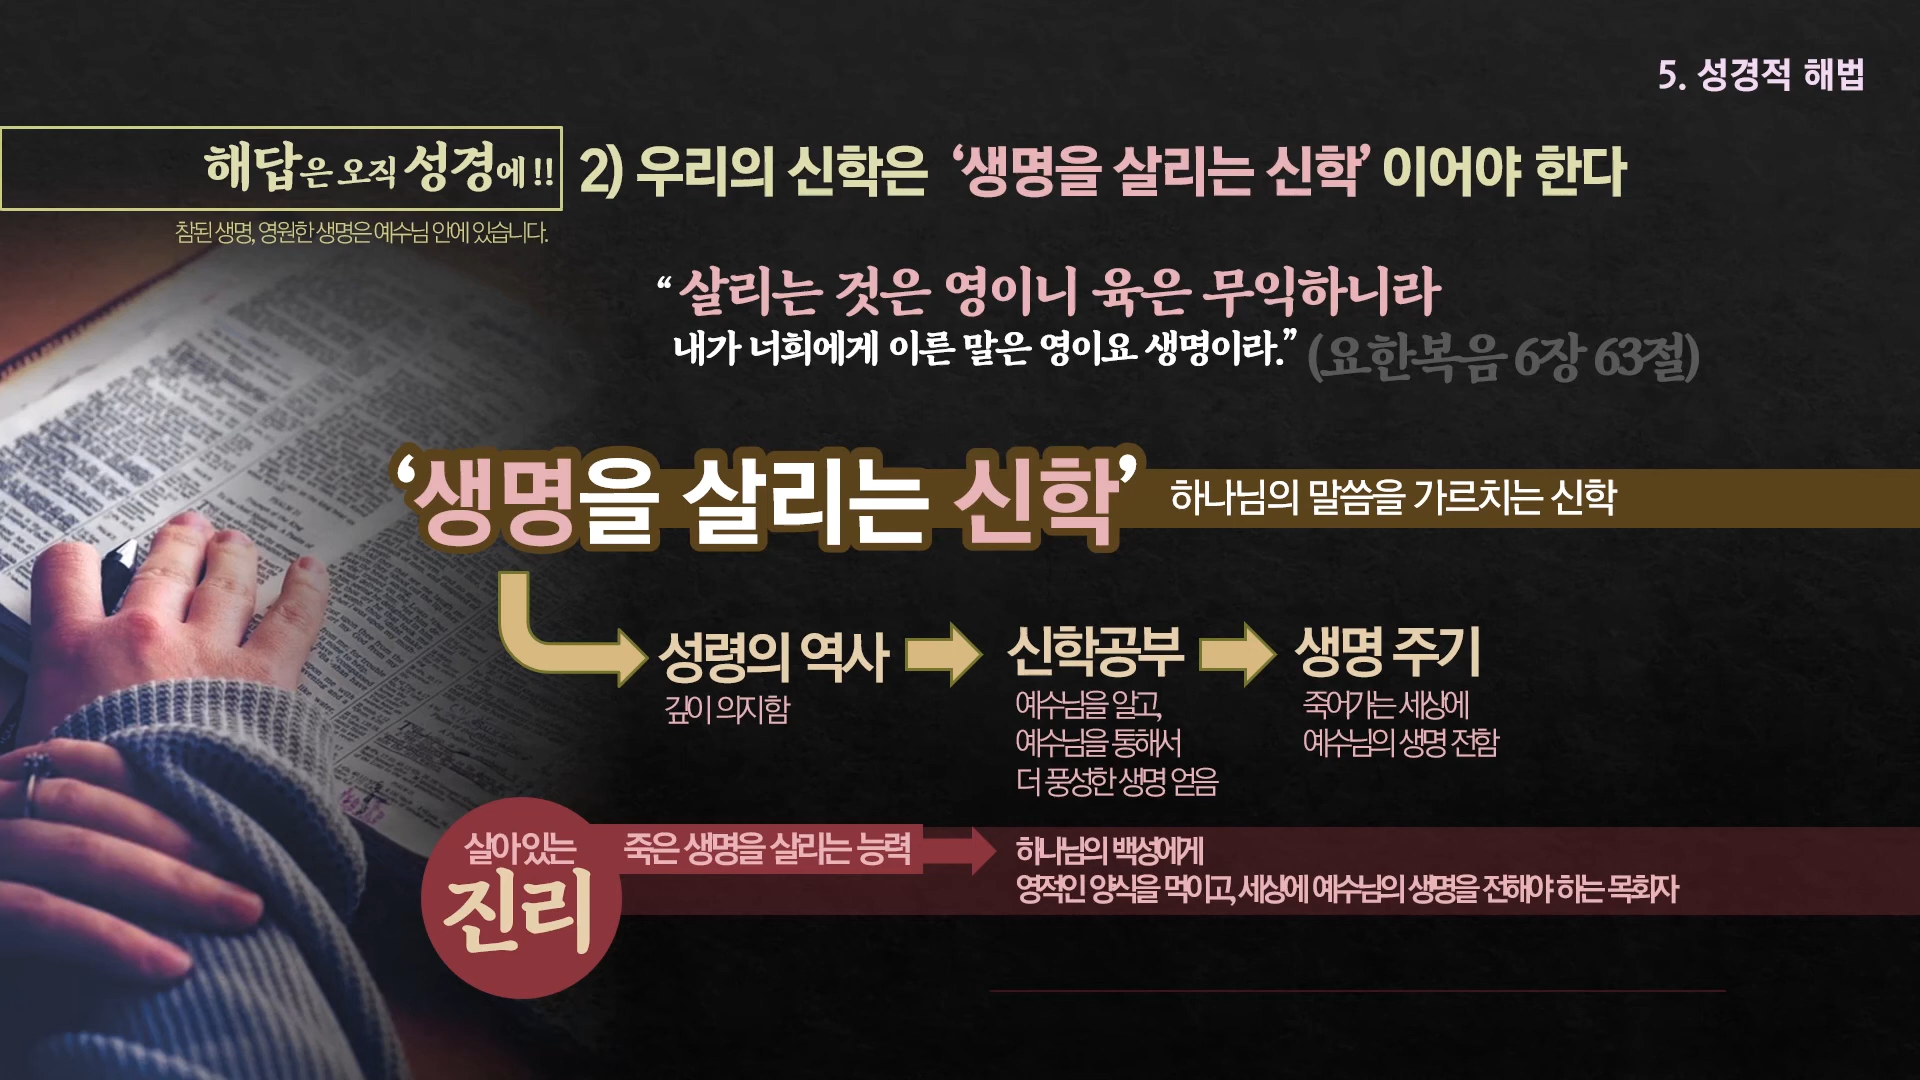 5. 성경적 해법
해답은 오직 성경에 !!
2) 우리의 신학은 ‘생명을 살리는 신학’ 이어야 한다
참된 생명, 영원한 생명은 예수님 안에 있습니다.
“ 살리는 것은 영이니 육은 무익하니라
내가 너희에게 이른 말은 영이요 생명이라.” (요한복음 6장 63절)
‘생명을 살리는 신학’ 하나님의 말씀을 가르치는 신학
성령의 역사
깊이 의지함
신학공부
예수님을 알고,
예수님을 통해서
더 풍성한 생명 얻음
생명 주기
죽어가는 세상에
예수님의 생명 전함
살아 있는
진리
죽은 생명을 살리는 능력
하나님의 백성에게
영적인 양식을 먹이고, 세상에 예수님의 생명을 전해야 하는 목회자